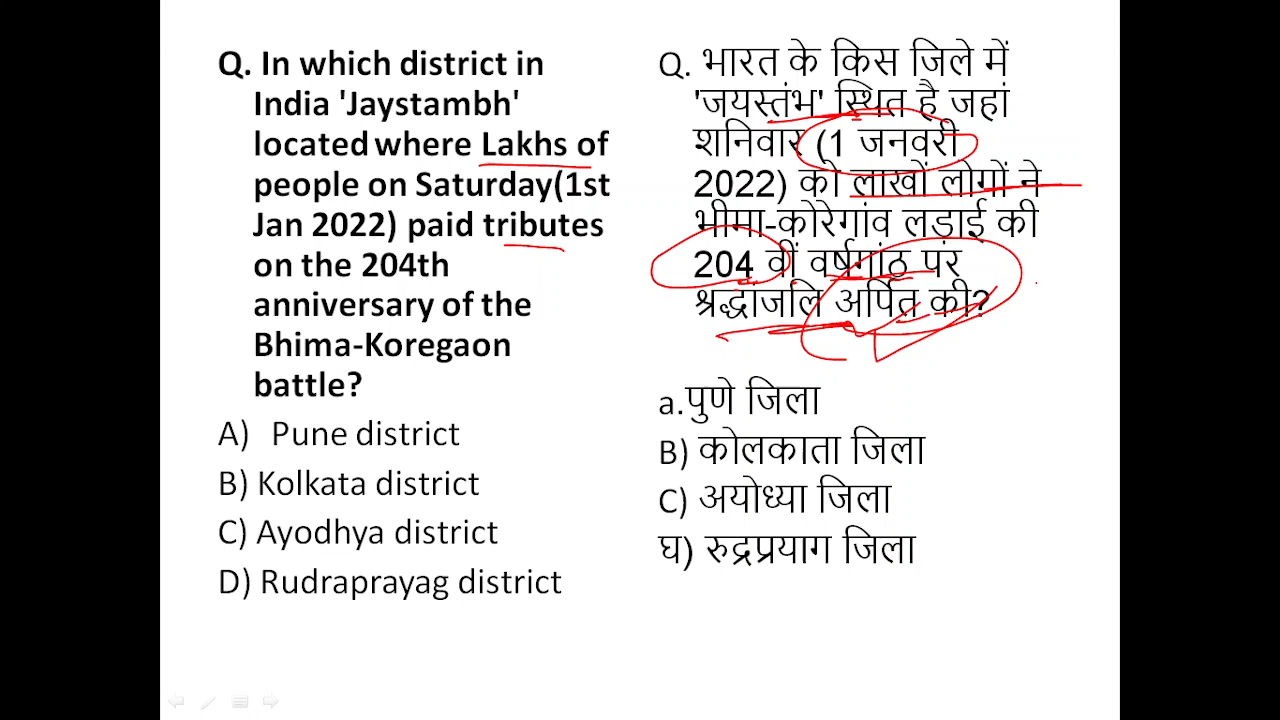 Q. In which district in
India 'Jaystambh'
located where Lakhs of
people on Saturday(1st
Jan 2022) paid tributes
on the 204th
anniversary of the
Bhima-Koregaon
battle?
A) Pune district
B) Kolkata district
C) Ayodhya district
D) Rudraprayag district
Q. भारत के किस जिले में
'जयस्तंभ' स्थित है जहां
शनिवार (1 जनवरी
2022) को लाखों लोगों ने
भीमा-कोरेगांव लड़ाई की
204 वीं वर्षगांठ पर
श्रद्धांजलि अर्पित की?
a.पुणे जिला
B) कोलकाता जिला
C) अयोध्या जिला
घ) रुद्रप्रयाग जिला